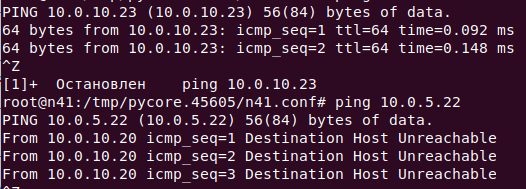 PING 10.0.10.23 (10.0.10.23) 56(84) bytes of data.
64 bytes from 10.0.10.23: icmp_seq=1 ttl=64 time=0.092 ms
64 bytes from 10.0.10.23: icmp_seq=2 ttl=64 time=0.148 ms
^Z
[1]+  Остановлен    ping 10.0.10.23
root@n41:/tmp/pycore.45605/n41.conf# ping 10.0.5.22
PING 10.0.5.22 (10.0.5.22) 56(84) bytes of data.
From 10.0.10.20 icmp_seq=1 Destination Host Unreachable
From 10.0.10.20 icmp_seq=2 Destination Host Unreachable
From 10.0.10.20 icmp_seq=3 Destination Host Unreachable
^Z